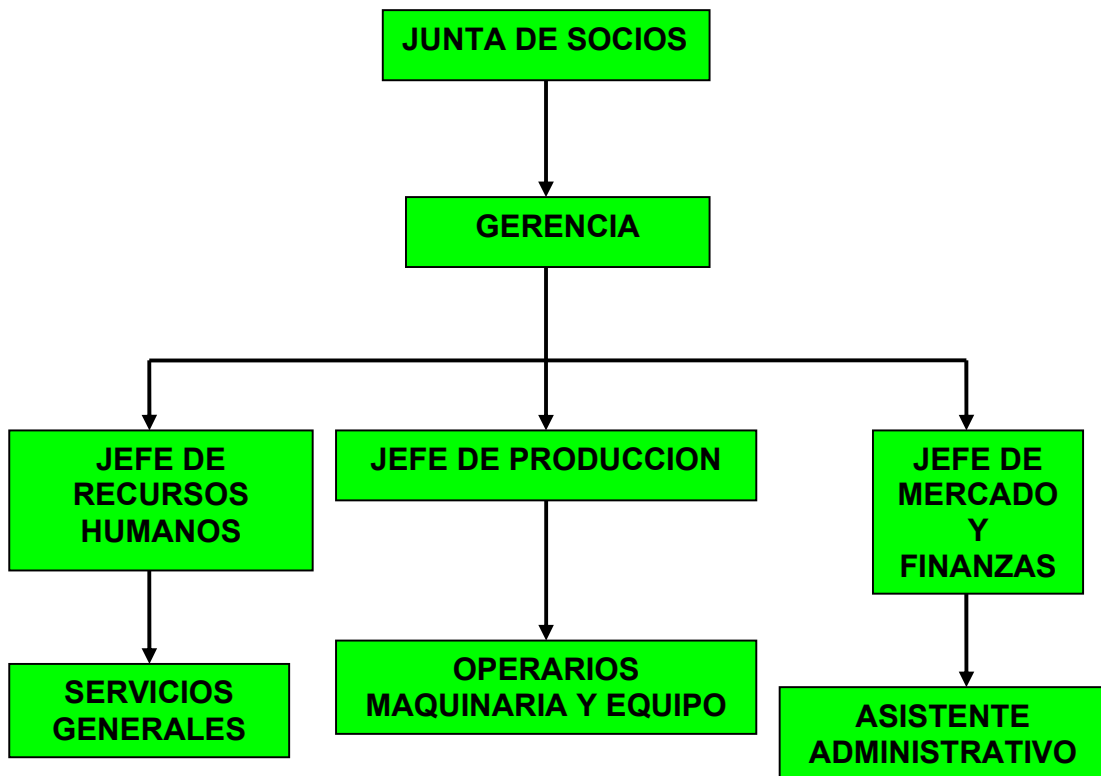 JUNTA DE SOCIOS
GERENCIA
JEFE DE
RECURSOS
HUMANOS
JEFE DE PRODUCCION
JEFE DE
MERCADO
Y
FINANZAS
SERVICIOS
GENERALES
OPERARIOS
MAQUINARIA Y EQUIPO
ASISTENTE
ADMINISTRATIVO